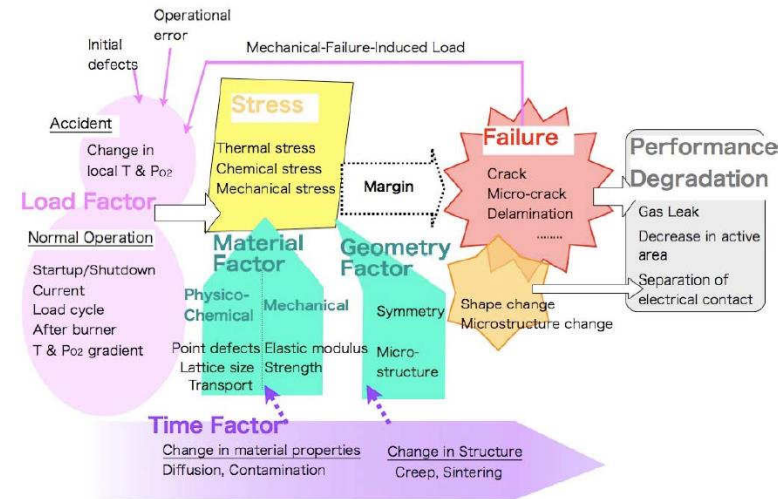 Operational
error
Initial
defects
Mechanical-Failure-Induced Load
Accident
Change in
local T & PO2
Load Factor
Normal Operation
Startup/Shutdown
Current
Load cycle
After burner
T & PO2 gradient
Stress
Thermal stress
Chemical stress
Mechanical stress
Margin
Failure
Crack
Micro-crack
Delamination
........
Performance
Degradation
Gas Leak
Decrease in active
area
Separation of
electrical contact
Shape change
Microstructure change
Material
Factor
Physico-
Chemical
Mechanical
Point defects
Lattice size
Transport
Elastic modulus
Strength
Geometry
Factor
Symmetry
Micro-
structure
Time Factor
Change in material properties
Diffusion, Contamination
Change in Structure
Creep, Sintering